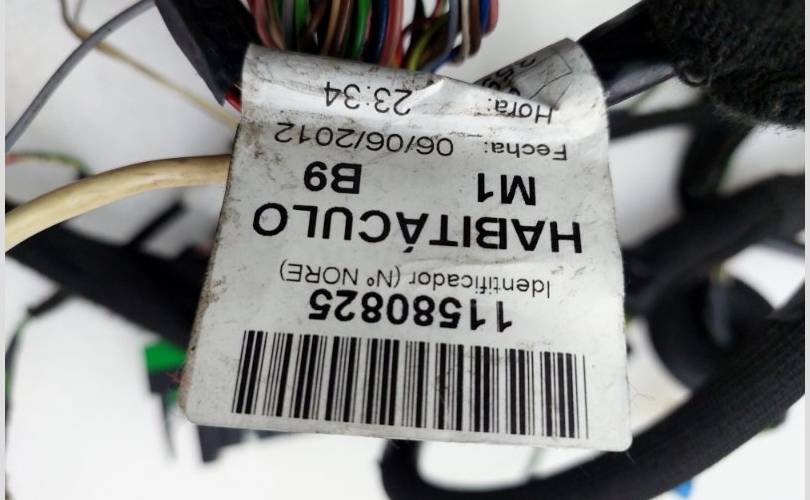 11580825
Identificador (Nº NORE)
HABITÁCULO
M1 B9
Fecha: 06/06/2012
Hora: 23:34